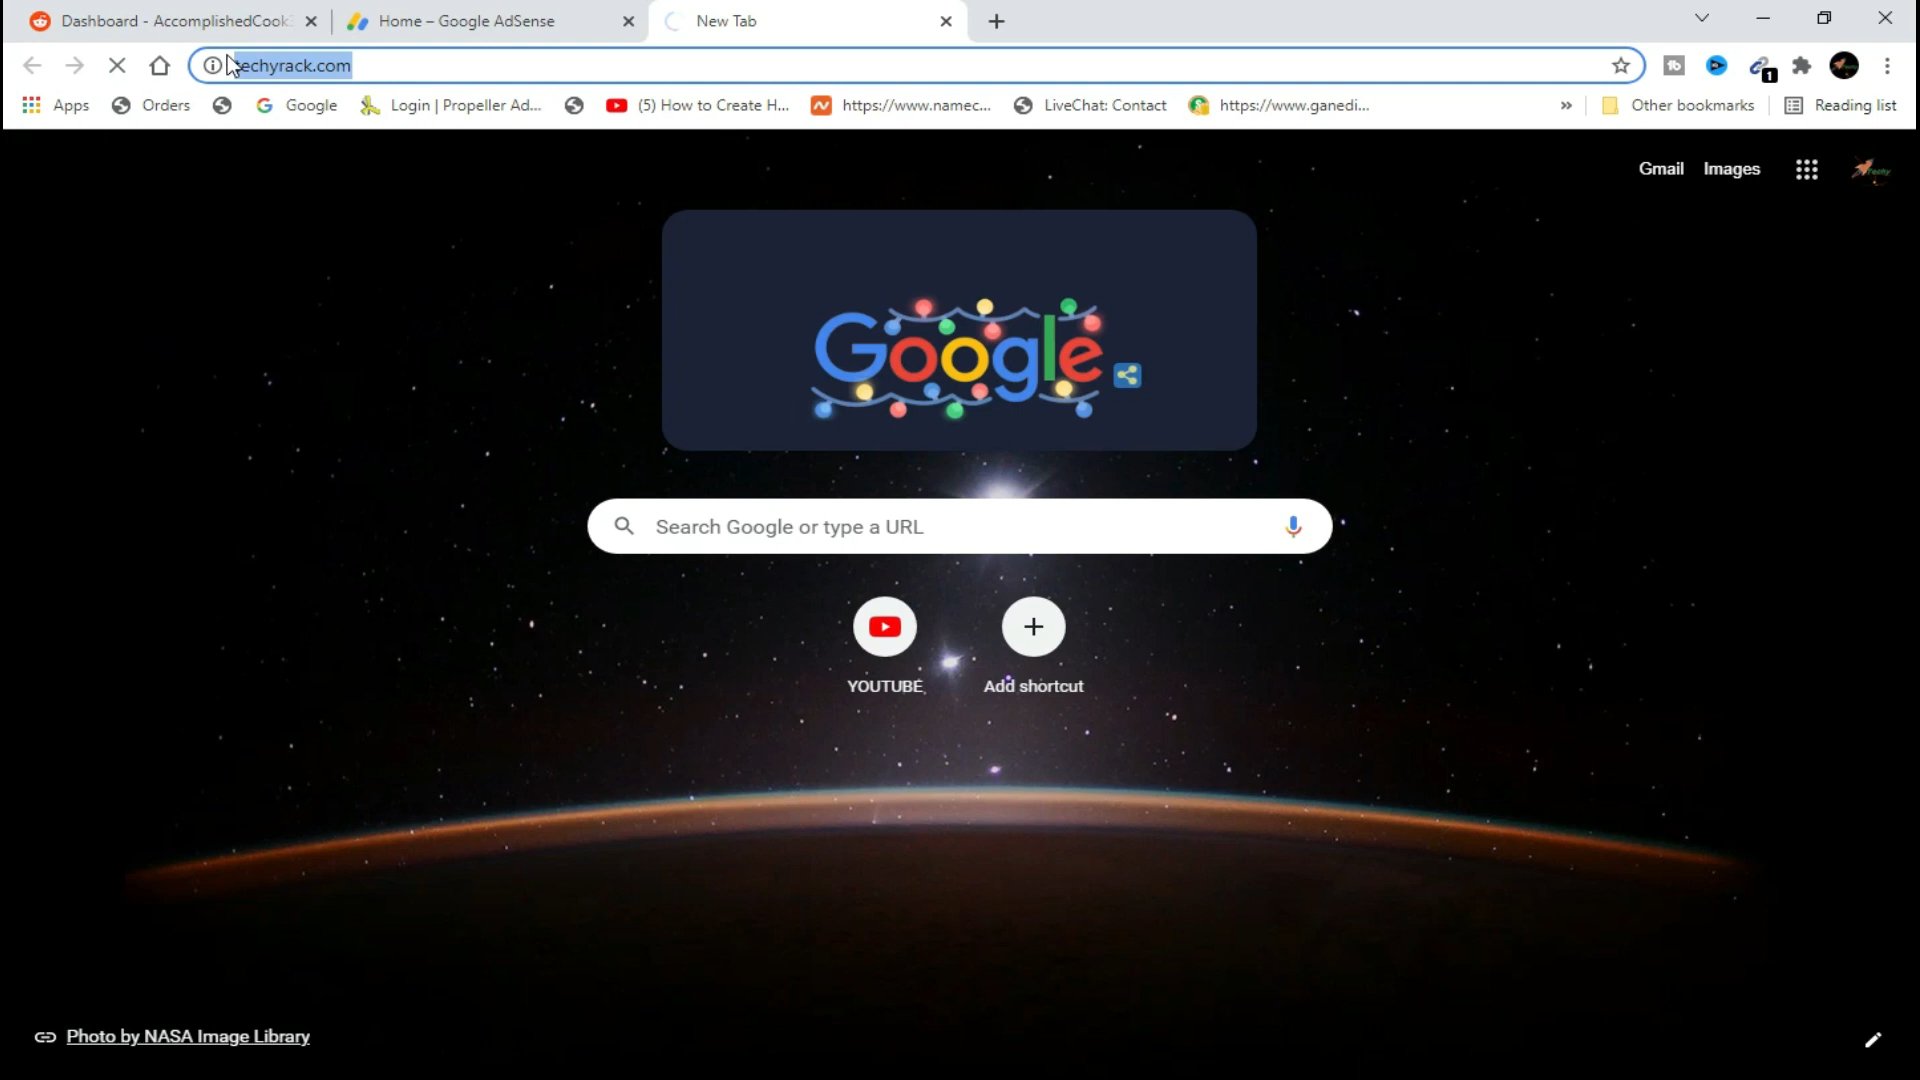 Dashboard - AccomplishedCook
Home – Google AdSense
New Tab
techyrack.com
1
Apps
Orders
Google
Login | Propeller Ad...
(5) How to Create H...
https://www.namec...
LiveChat: Contact
https://www.ganedi...
»
Other bookmarks
Reading list
Gmail
Images
Google
Search Google or type a URL
YOUTUBE
Add shortcut
Photo by NASA Image Library